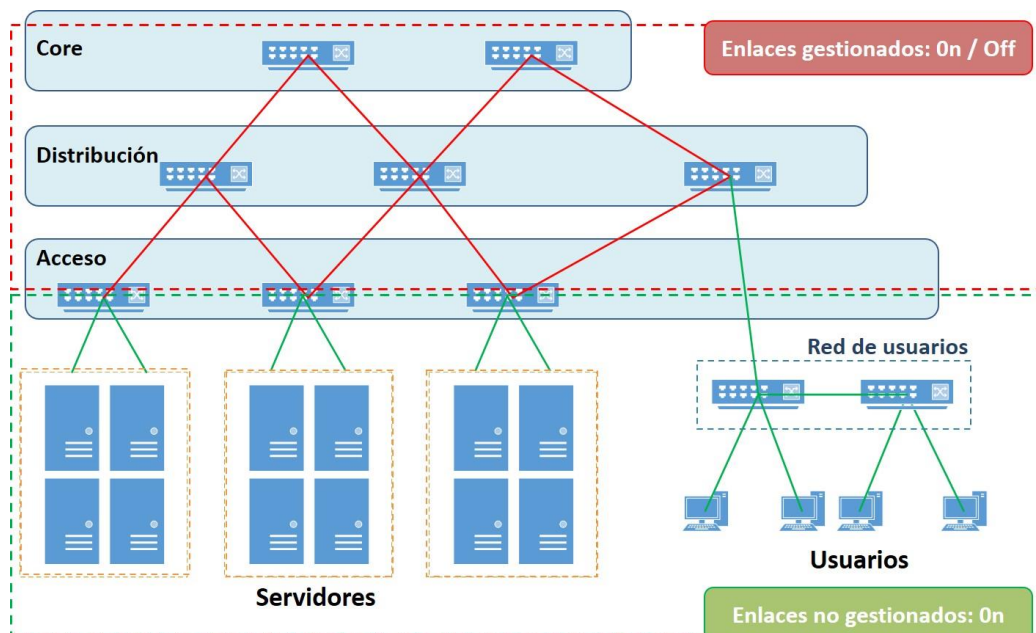 Core
Enlaces gestionados: 0n / Off
Distribución
Acceso
Red de usuarios
Usuarios
Servidores
Enlaces no gestionados: 0n